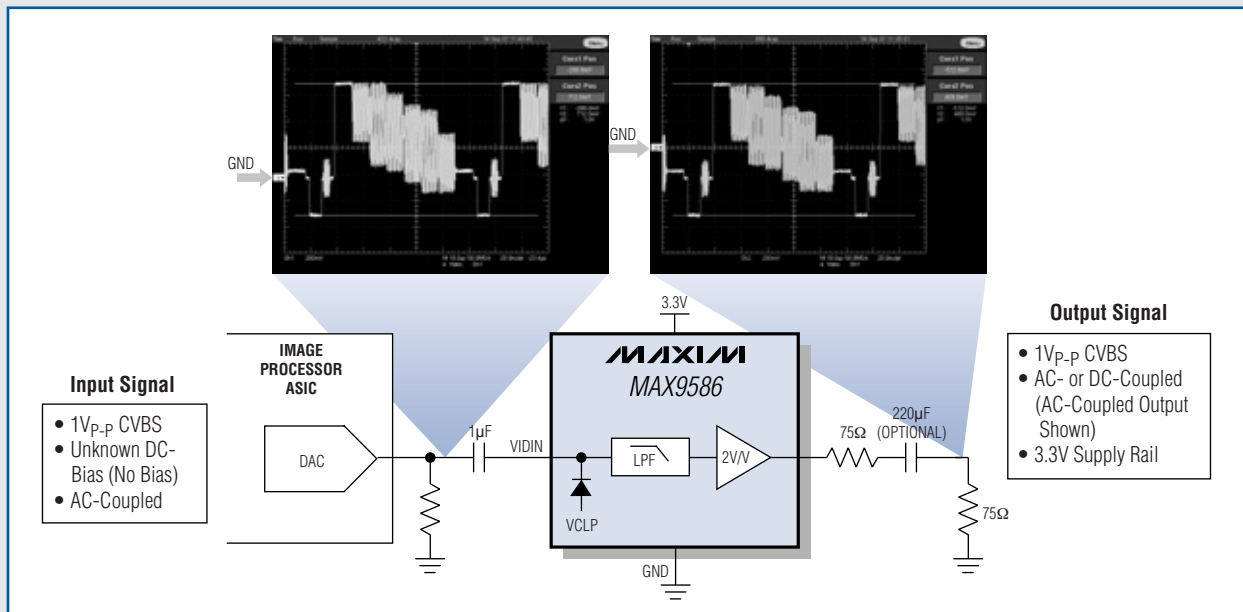 GND
GND
3.3V
IMAGE
PROCESSOR
ASIC
DAC
Input Signal
• 1VP-P CVBS
• Unknown DC-
Bias (No Bias)
• AC-Coupled
1µF
VIDIN
MAXIM
MAX9586
LPF
2V/V
VCLP
GND
75Ω
220µF
(OPTIONAL)
75Ω
Output Signal
• 1VP-P CVBS
• AC- or DC-Coupled
(AC-Coupled Output
Shown)
• 3.3V Supply Rail